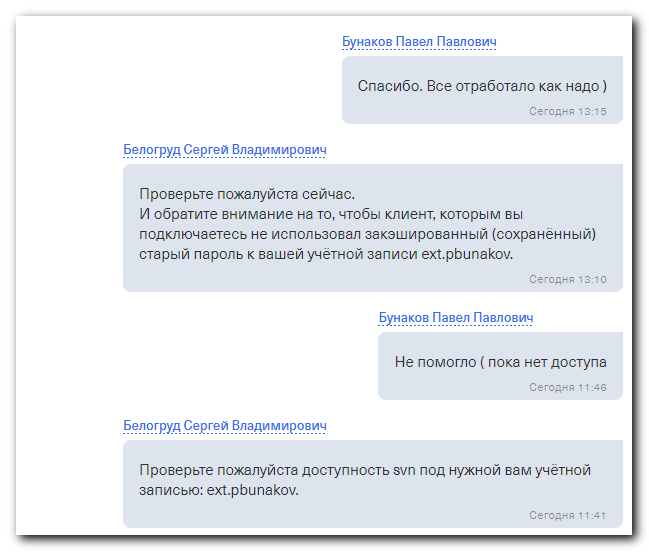 Бунаков Павел Павлович
Спасибо. Все отработало как надо )
Сегодня 13:15
Белогруд Сергей Владимирович
Проверьте пожалуйста сейчас.
И обратите внимание на то, чтобы клиент, которым вы
подключаетесь не использовал закэшированный (сохранённый)
старый пароль к вашей учётной записи ext.pbunakov.
Сегодня 13:10
Бунаков Павел Павлович
Не помогло ( пока нет доступа
Сегодня 11:46
Белогруд Сергей Владимирович
Проверьте пожалуйста доступность svn под нужной вам учётной
записью: ext.pbunakov.
Сегодня 11:41